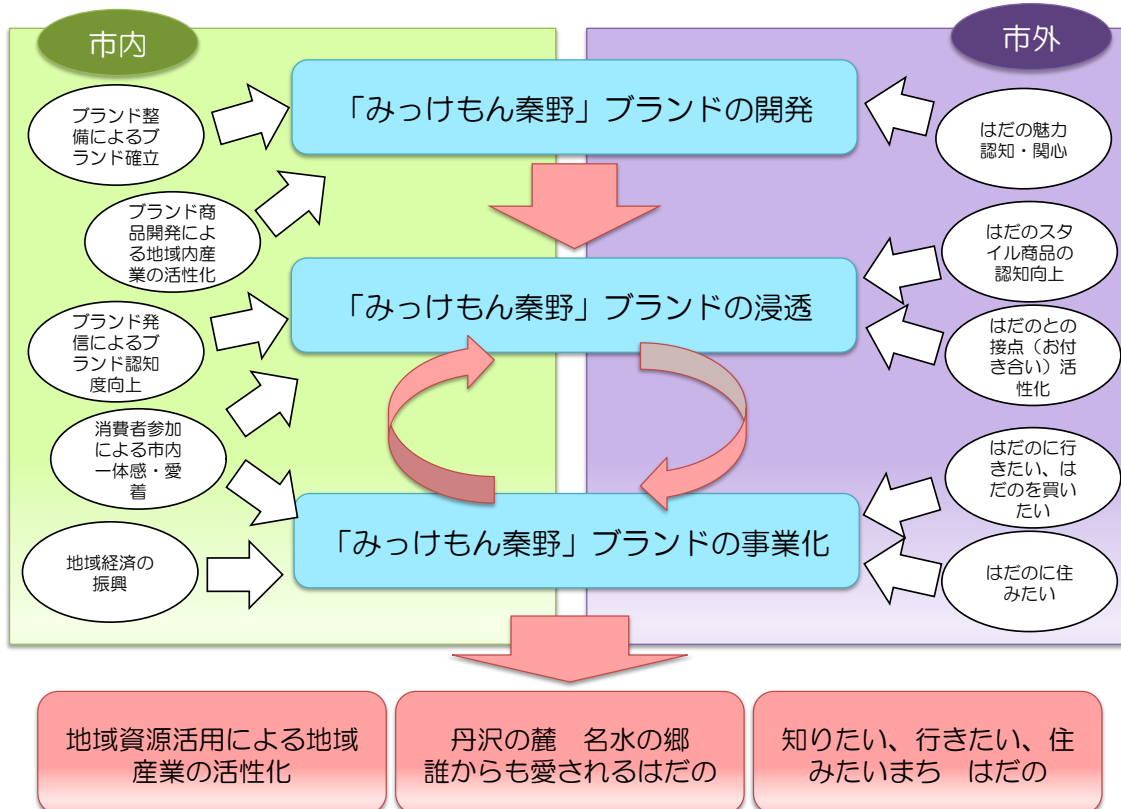 市内
市外
「みっけもん秦野」ブランドの開発
ブランド整
備によるブ
ランド確立
はだの魅力
認知・関心
ブランド商
品開発によ
る地域内産
業の活性化
はだのスタ
イル商品の
認知向上
「みっけもん秦野」ブランドの浸透
ブランド発
信によるブ
ランド認知
度向上
はだのとの
接点（お付
き合い）活
性化
消費者参加
による市内
一体感・愛
着
はだのに行
きたい、は
だのを買い
たい
「みっけもん秦野」ブランドの事業化
地域経済の
振興
はだのに住
みたい
地域資源活用による地域
産業の活性化
丹沢の麓　名水の郷
誰からも愛されるはだの
知りたい、行きたい、住
みたいまち　はだの